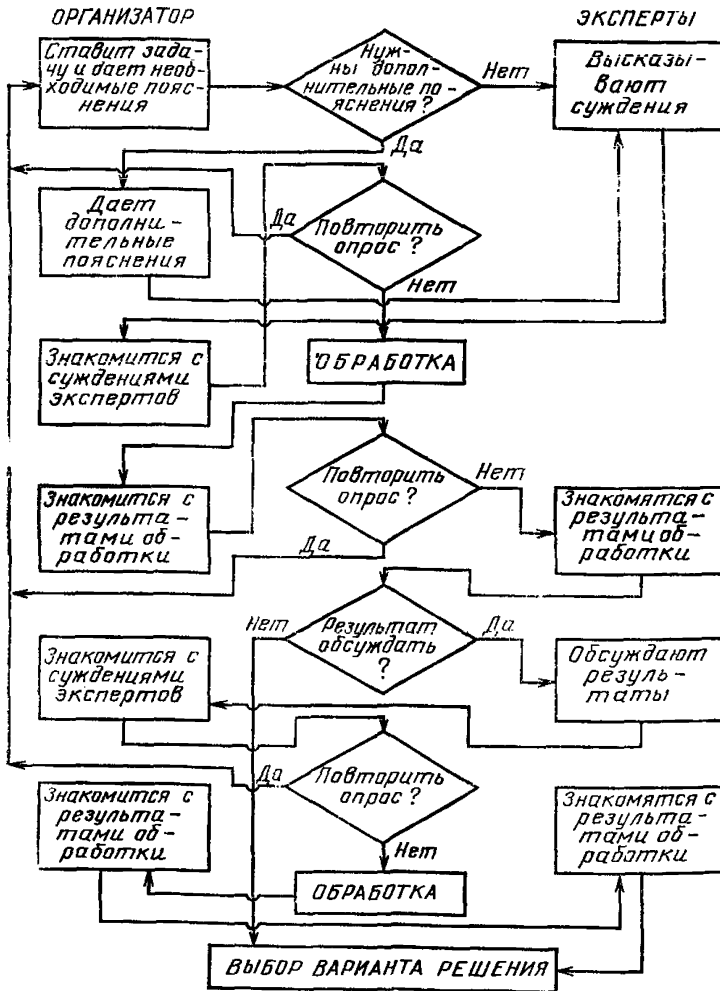 ОРГАНИЗАТОР
ЭКСПЕРТЫ
Ставит зада-
чу и дает необ-
ходимые пояс-
нения
Нуж-
ны допол-
нительные по-
яснения?
Нет
Высказы-
вают
суждения
Да
Дает
дополни-
тельные
пояснения
Да
Повторить
опрос?
Нет
Знакомится с
суждениями
экспертов
ОБРАБОТКА
Знакомится с
результа-
тами об-
работки
Повторить
опрос?
Нет
Знакомятся с
результа-
тами об-
работки
Да
Нет
Результат
обсуждать
?
Да
Знакомится с
суждениями
экспертов
Обсуждают
резуль-
таты
Да
Повторить
опрос?
Знакомится с
результа-
тами об-
работки
Знакомятся с
результа-
тами об-
работки
Нет
ОБРАБОТКА
ВЫБОР ВАРИАНТА РЕШЕНИЯ